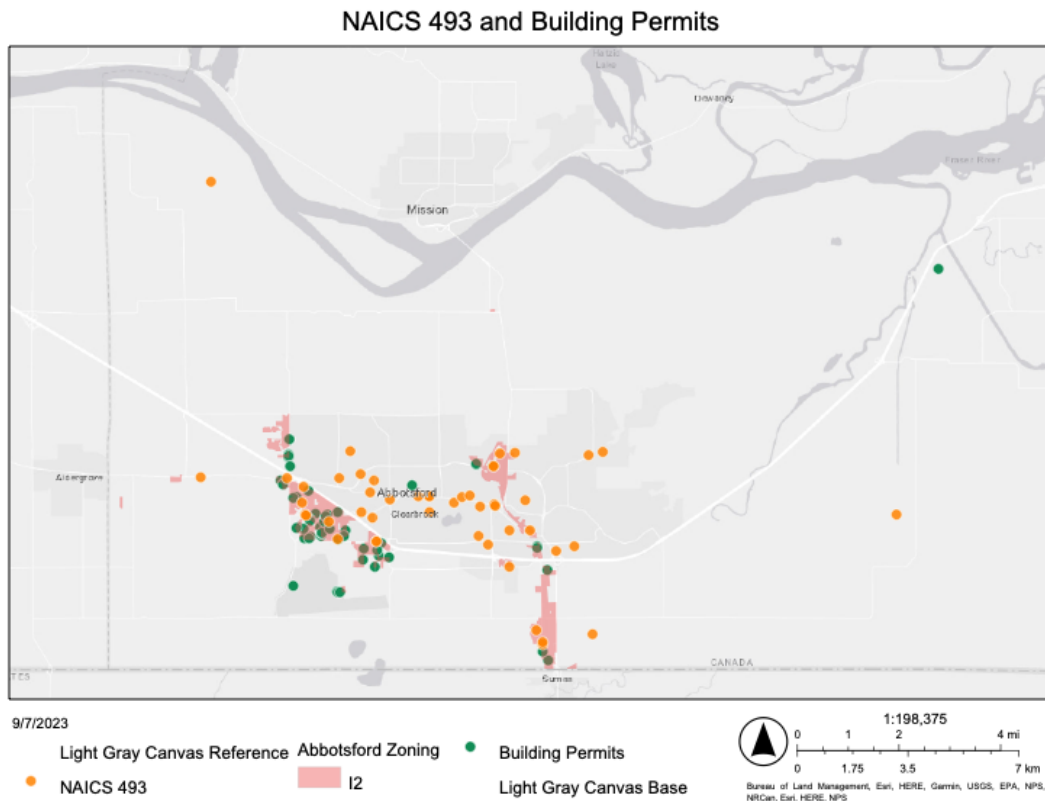 NAICS 493 and Building Permits
Hatzic
Lake
Dewdney
Fraser River
Mission
Aldergrove
Abbotsford
Clearbrook
CANADA
TES
Sumas
9/7/2023
Light Gray Canvas Reference
NAICS 493
Abbotsford Zoning
I2
Building Permits
Light Gray Canvas Base
1:198,375
0 1 2 4 mi
0 1.75 3.5 7 km
Bureau of Land Management, Esri, HERE, Garmin, USGS, EPA, NPS,
NRCan, Esri, HERE, NPS